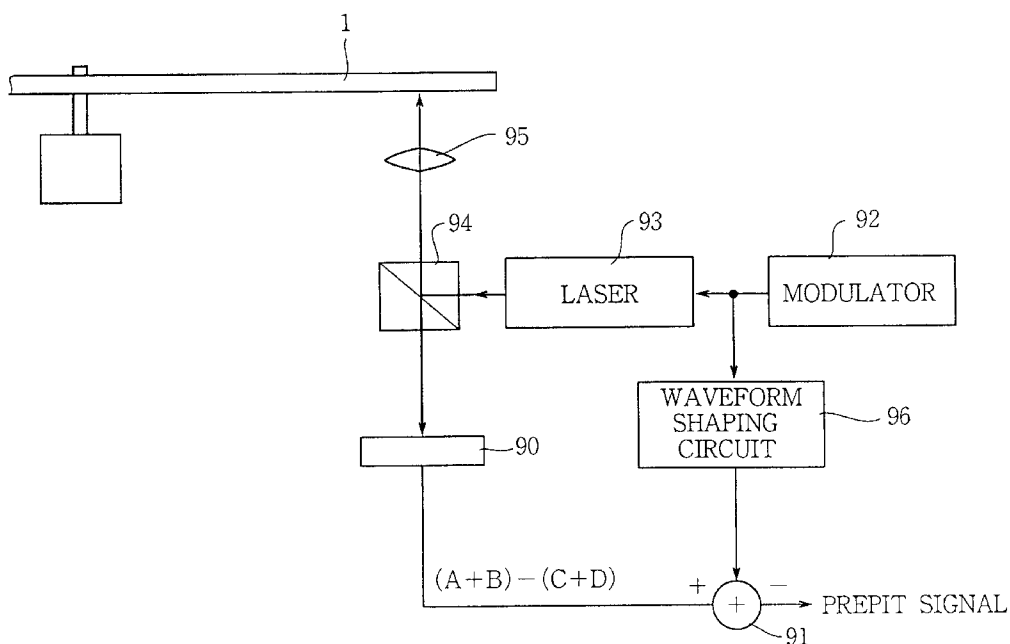 1
95
94
93
92
LASER
MODULATOR
WAVEFORM
SHAPING
CIRCUIT
96
90
(A+B)-(C+D)
+
+
-
PREPIT SIGNAL
91